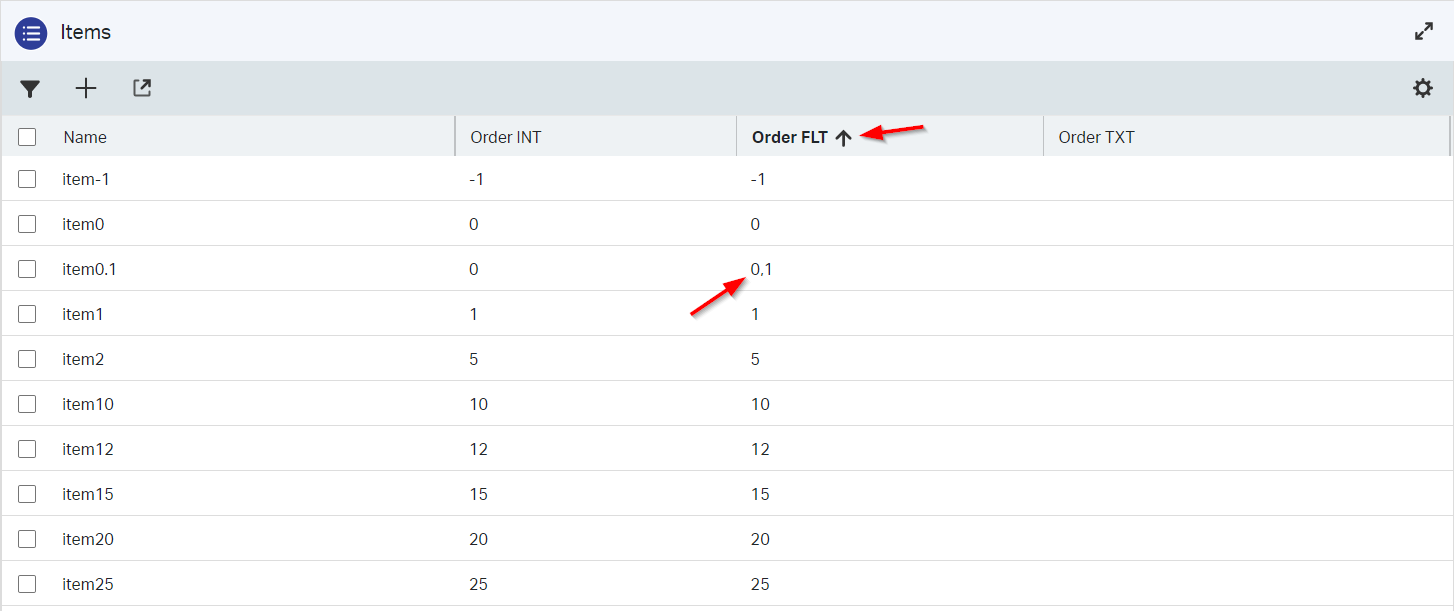 Items
Name Order INT Order FLT Order TXT
item-1 -1 -1
item0 0 0
item0.1 0 0,1
item1 1 1
item2 5 5
item10 10 10
item12 12 12
item15 15 15
item20 20 20
item25 25 25